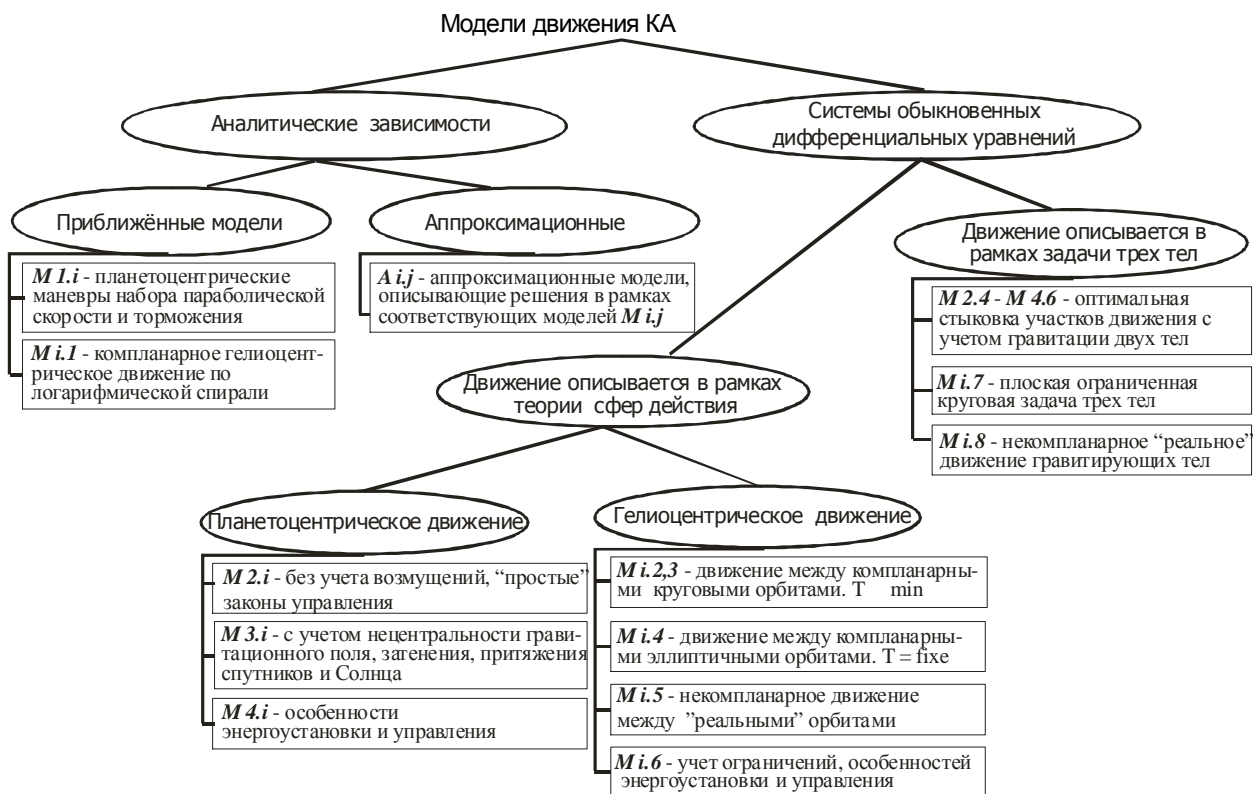 Модели движения КА
Аналитические зависимости
Системы обыкновенных
дифференциальных уравнений
Приближённые модели
Аппроксимационные
Движение описывается в
рамках задачи трех тел
M 1.i - планетоцентрические
маневры набора параболической
скорости и торможения
M i.1 - компланарное гелиоцент-
рическое движение по
логарифмической спирали
A i.j - аппроксимационные модели,
описывающие решения в рамках
соответствующих моделей M i.j
M 2.4 - M 4.6 - оптимальная
стыковка участков движения с
учетом гравитации двух тел
M i.7 - плоская ограниченная
круговая задача трех тел
M i.8 - некомпланарное “реальное”
движение гравитирующих тел
Движение описывается в рамках
теории сфер действия
Планетоцентрическое движение
Гелиоцентрическое движение
M 2.i - без учета возмущений, “простые”
законы управления
M 3.i - с учетом нецентральности грави-
тационного поля, затенения, притяжения
спутников и Солнца
M 4.i - особенности
энергоустановки и управления
M i.2,3 - движение между компланарны-
ми круговыми орбитами. T min
M i.4 - движение между компланарны-
ми эллиптичными орбитами. T = fixe
M i.5 - некомпланарное движение
между ”реальными” орбитами
M i.6 - учет ограничений, особенностей
энергоустановки и управления